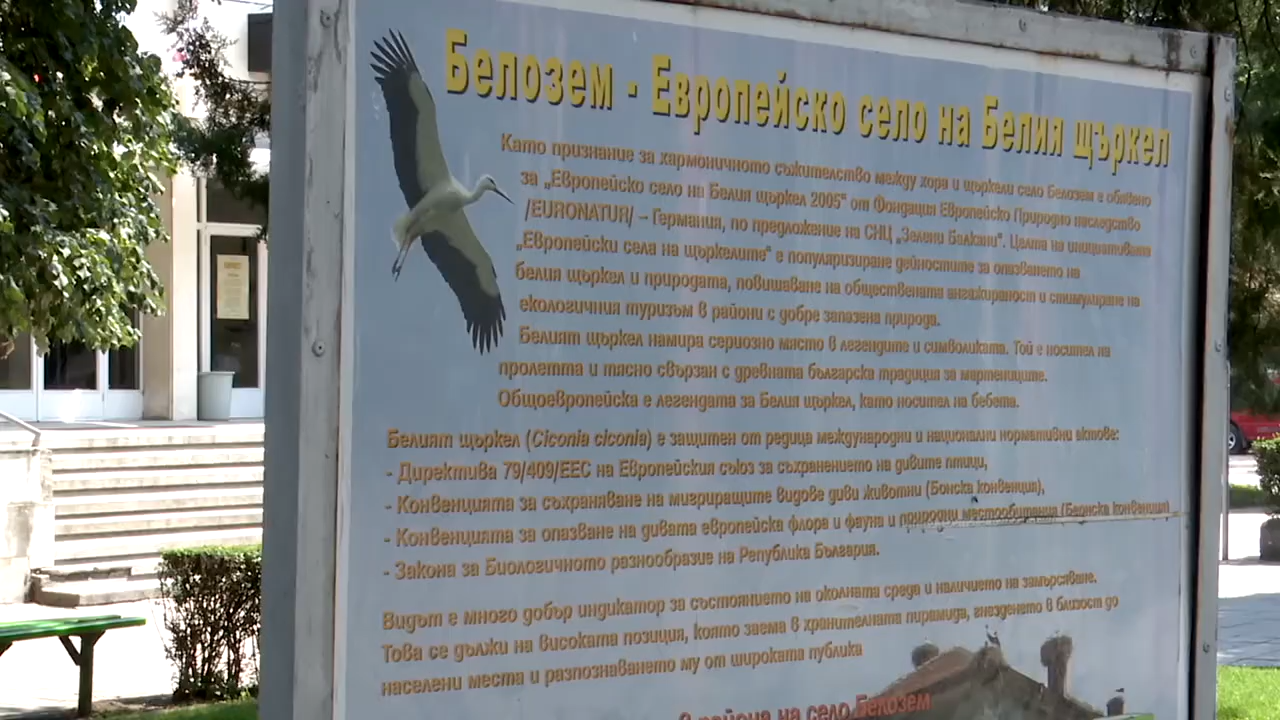 Белозем - Европейско село на Белия щъркел
Като признание за хармоничното съжителство между хора и щъркели село Белозем е обявено
за „Европейско село на Белия щъркел 2005“ от Фондация Европейско Природно наследство
/EURONATUR/ – Германия, по предложение на СНЦ „Зелени Балкани“. Целта на инициативата
„Европейски села на щъркелите“ е популяризиране дейностите за опазването на
белия щъркел и природата, повишаване на обществената ангажираност и стимулиране на
екологичния туризъм в райони с добре запазена природа.
Белият щъркел намира сериозно място в легендите и символиката. Той е носител на
пролетта и тясно свързан с древната българска традиция за мартениците.
Общоевропейска е легендата за Белия щъркел, като носител на бебета.
Белият щъркел (Ciconia ciconia) е защитен от редица международни и национални нормативни актове:
- Директива 79/409/ЕЕС на Европейския съюз за съхранението на дивите птици,
- Конвенцията за съхраняване на мигриращите видове диви животни (Бонска конвенция),
- Конвенцията за опазване на дивата европейска флора и фауна и природни местообитания (Бернска конвенция)
- Закона за Биологичното разнообразие на Република България.
Видът е много добър индикатор за състоянието на околната среда и наличието на замърсяване.
Това се дължи на високата позиция, която заема в хранителната пирамида, гнезденето в близост до
населени места и разпознаването му от широката публика
в района на село Белозем